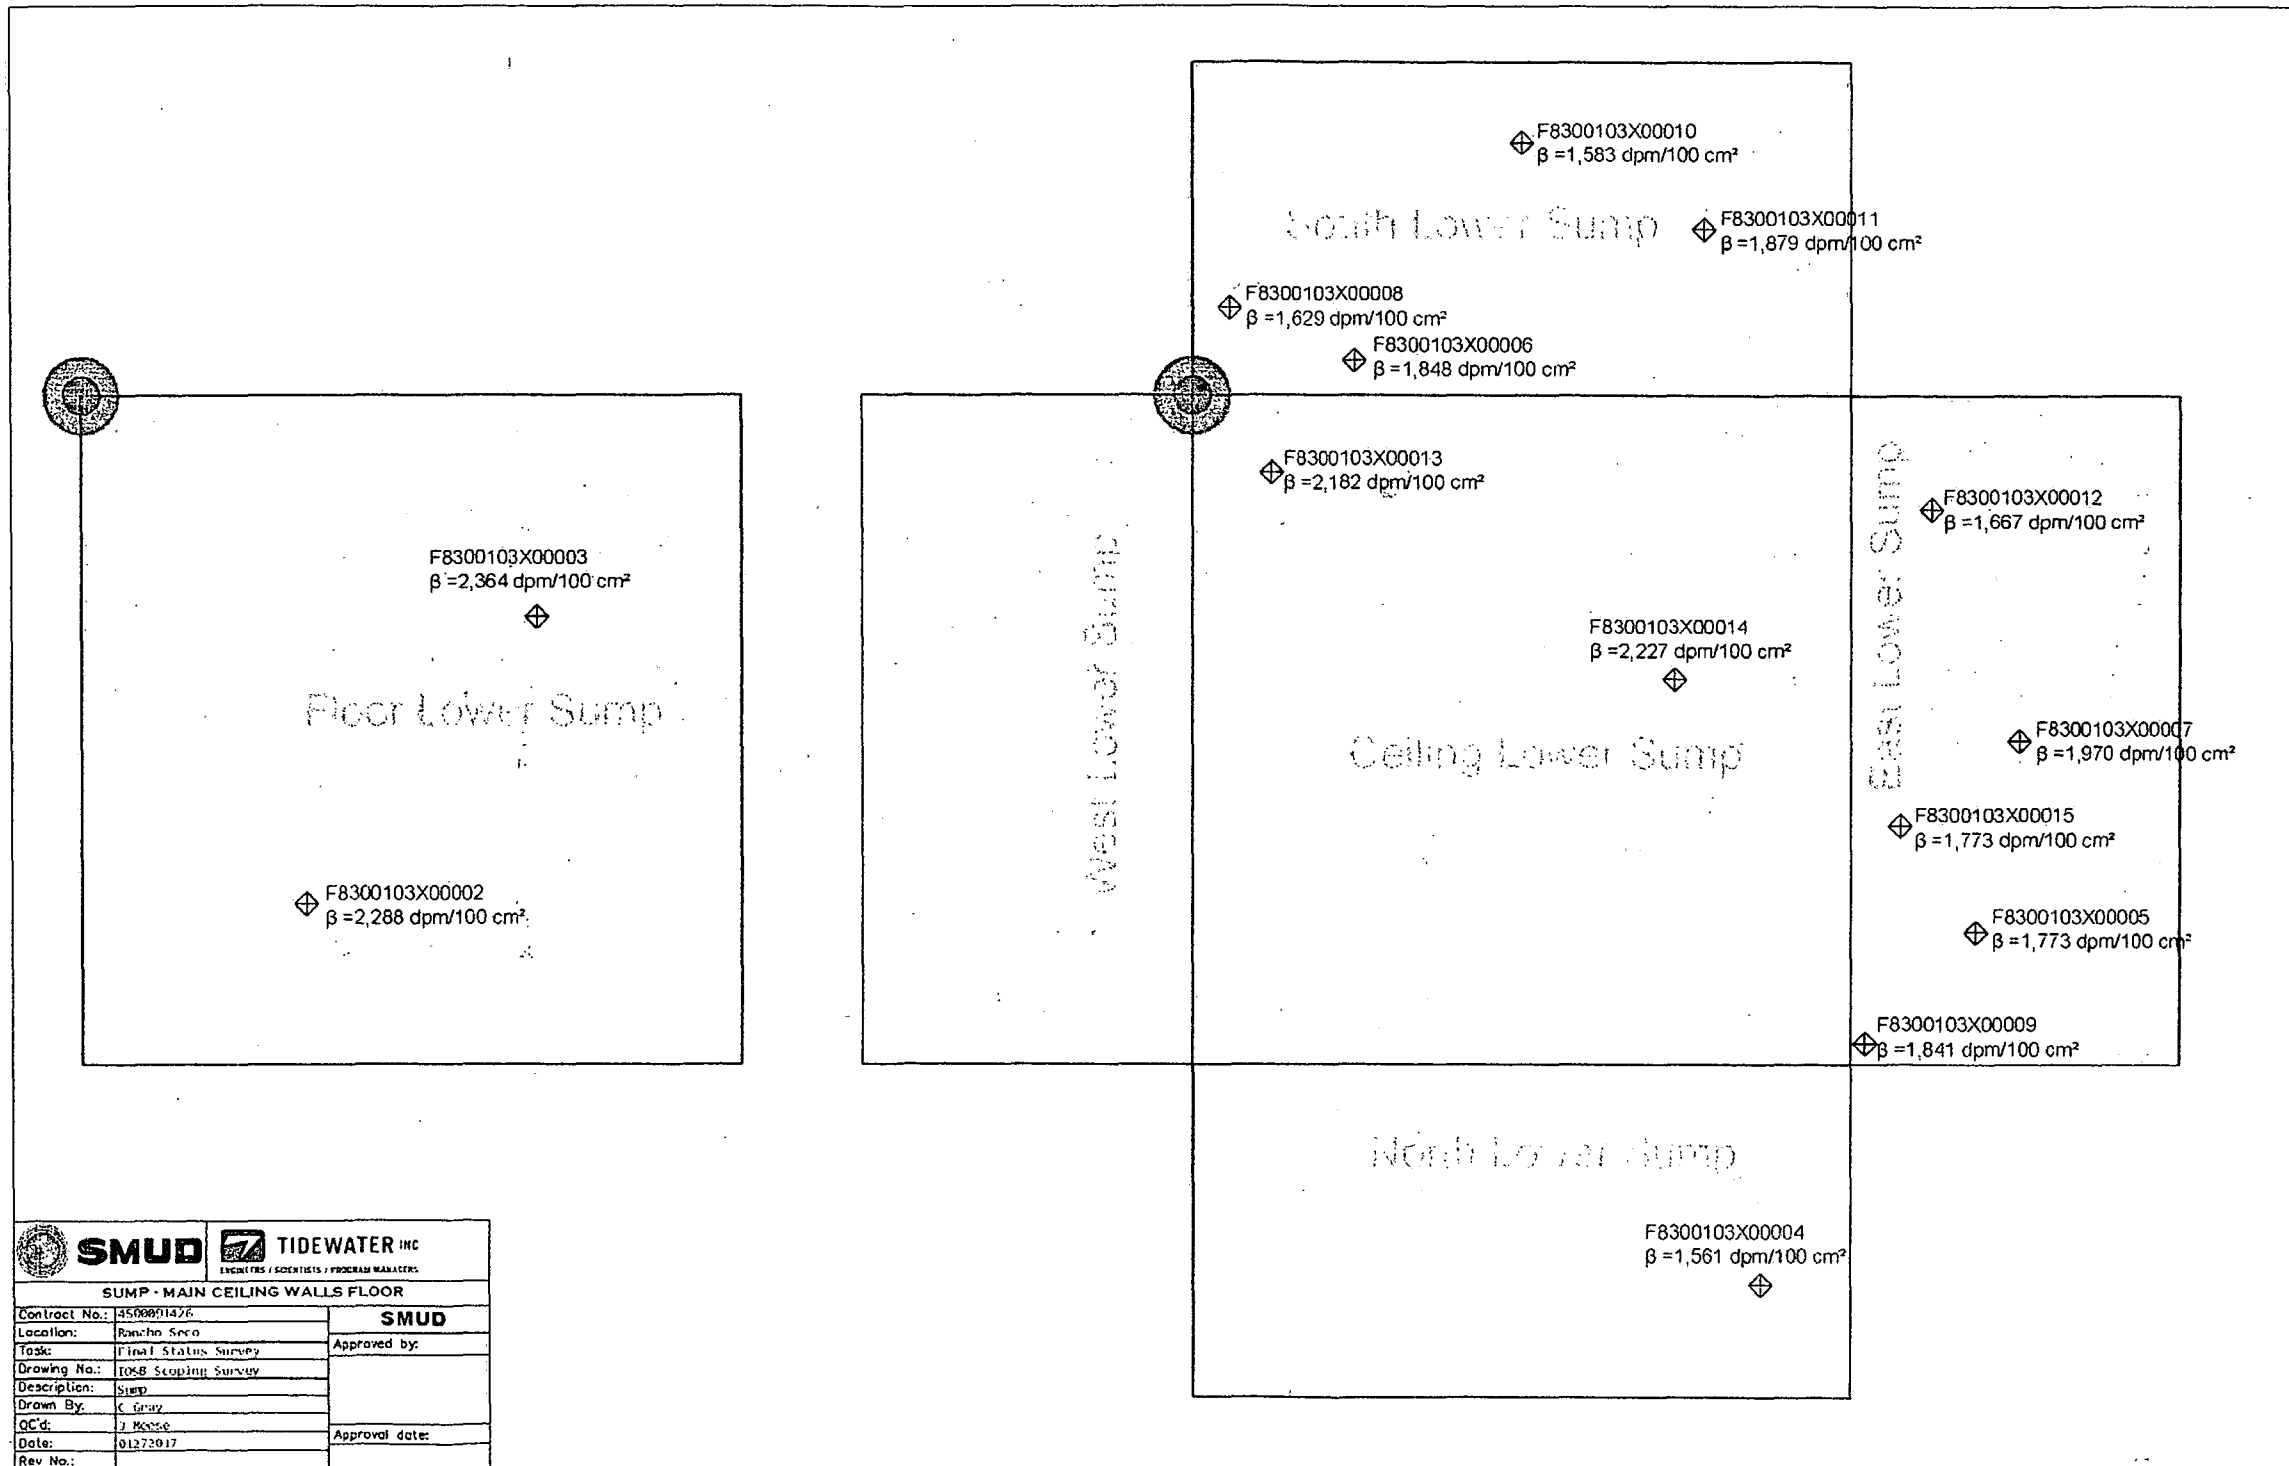 F8300103X00010
β =1,583 dpm/100 cm²
South Lower Sump
F8300103X00011
β =1,879 dpm/100 cm²
F8300103X00008
β =1,629 dpm/100 cm²
F8300103X00006
β =1,848 dpm/100 cm²
F8300103X00013
β =2,182 dpm/100 cm²
F8300103X00012
β =1,667 dpm/100 cm²
F8300103X00003
β =2,364 dpm/100 cm²
Floor Lower Sump
West Lower Sump
F8300103X00014
β =2,227 dpm/100 cm²
Ceiling Lower Sump
East Lower Sump
F8300103X00007
β =1,970 dpm/100 cm²
F8300103X00015
β =1,773 dpm/100 cm²
F8300103X00002
β =2,288 dpm/100 cm²
F8300103X00005
β =1,773 dpm/100 cm²
F8300103X00009
β =1,841 dpm/100 cm²
North Lower Sump
F8300103X00004
β =1,561 dpm/100 cm²
SMUD
TIDEWATER INC
ENGINEERS / SCIENTISTS / PROGRAM MANAGERS
SUMP - MAIN CEILING WALLS FLOOR
Contract No.: 4500091426
SMUD
Location: Rancho Seco
Task: Final Status Survey
Approved by:
Drawing No.: IOSB Scoping Survey
Description: Sump
Drawn By: C Gray
QC'd:
Date: 01272017
Approval date:
Rev No.: